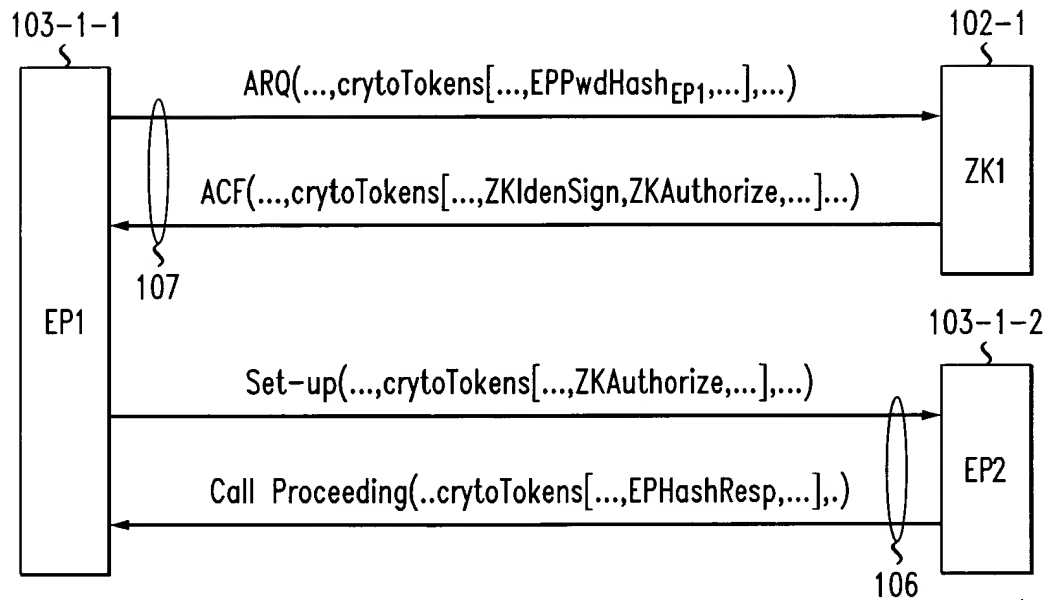 103-1-1
102-1
ARQ(...,crytoTokens[...,EPPwdHashEP1,...],...)
ZK1
ACF(...,crytoTokens[...,ZKIdenSign,ZKAuthorize,...]...)
107
EP1
103-1-2
Set-up(...,crytoTokens[...,ZKAuthorize,...],...)
EP2
Call Proceeding(..crytoTokens[...,EPHashResp,...],.)
106